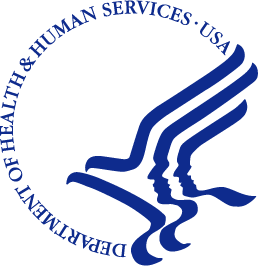 DEPARTMENT OF HEALTH & HUMAN SERVICES · USA